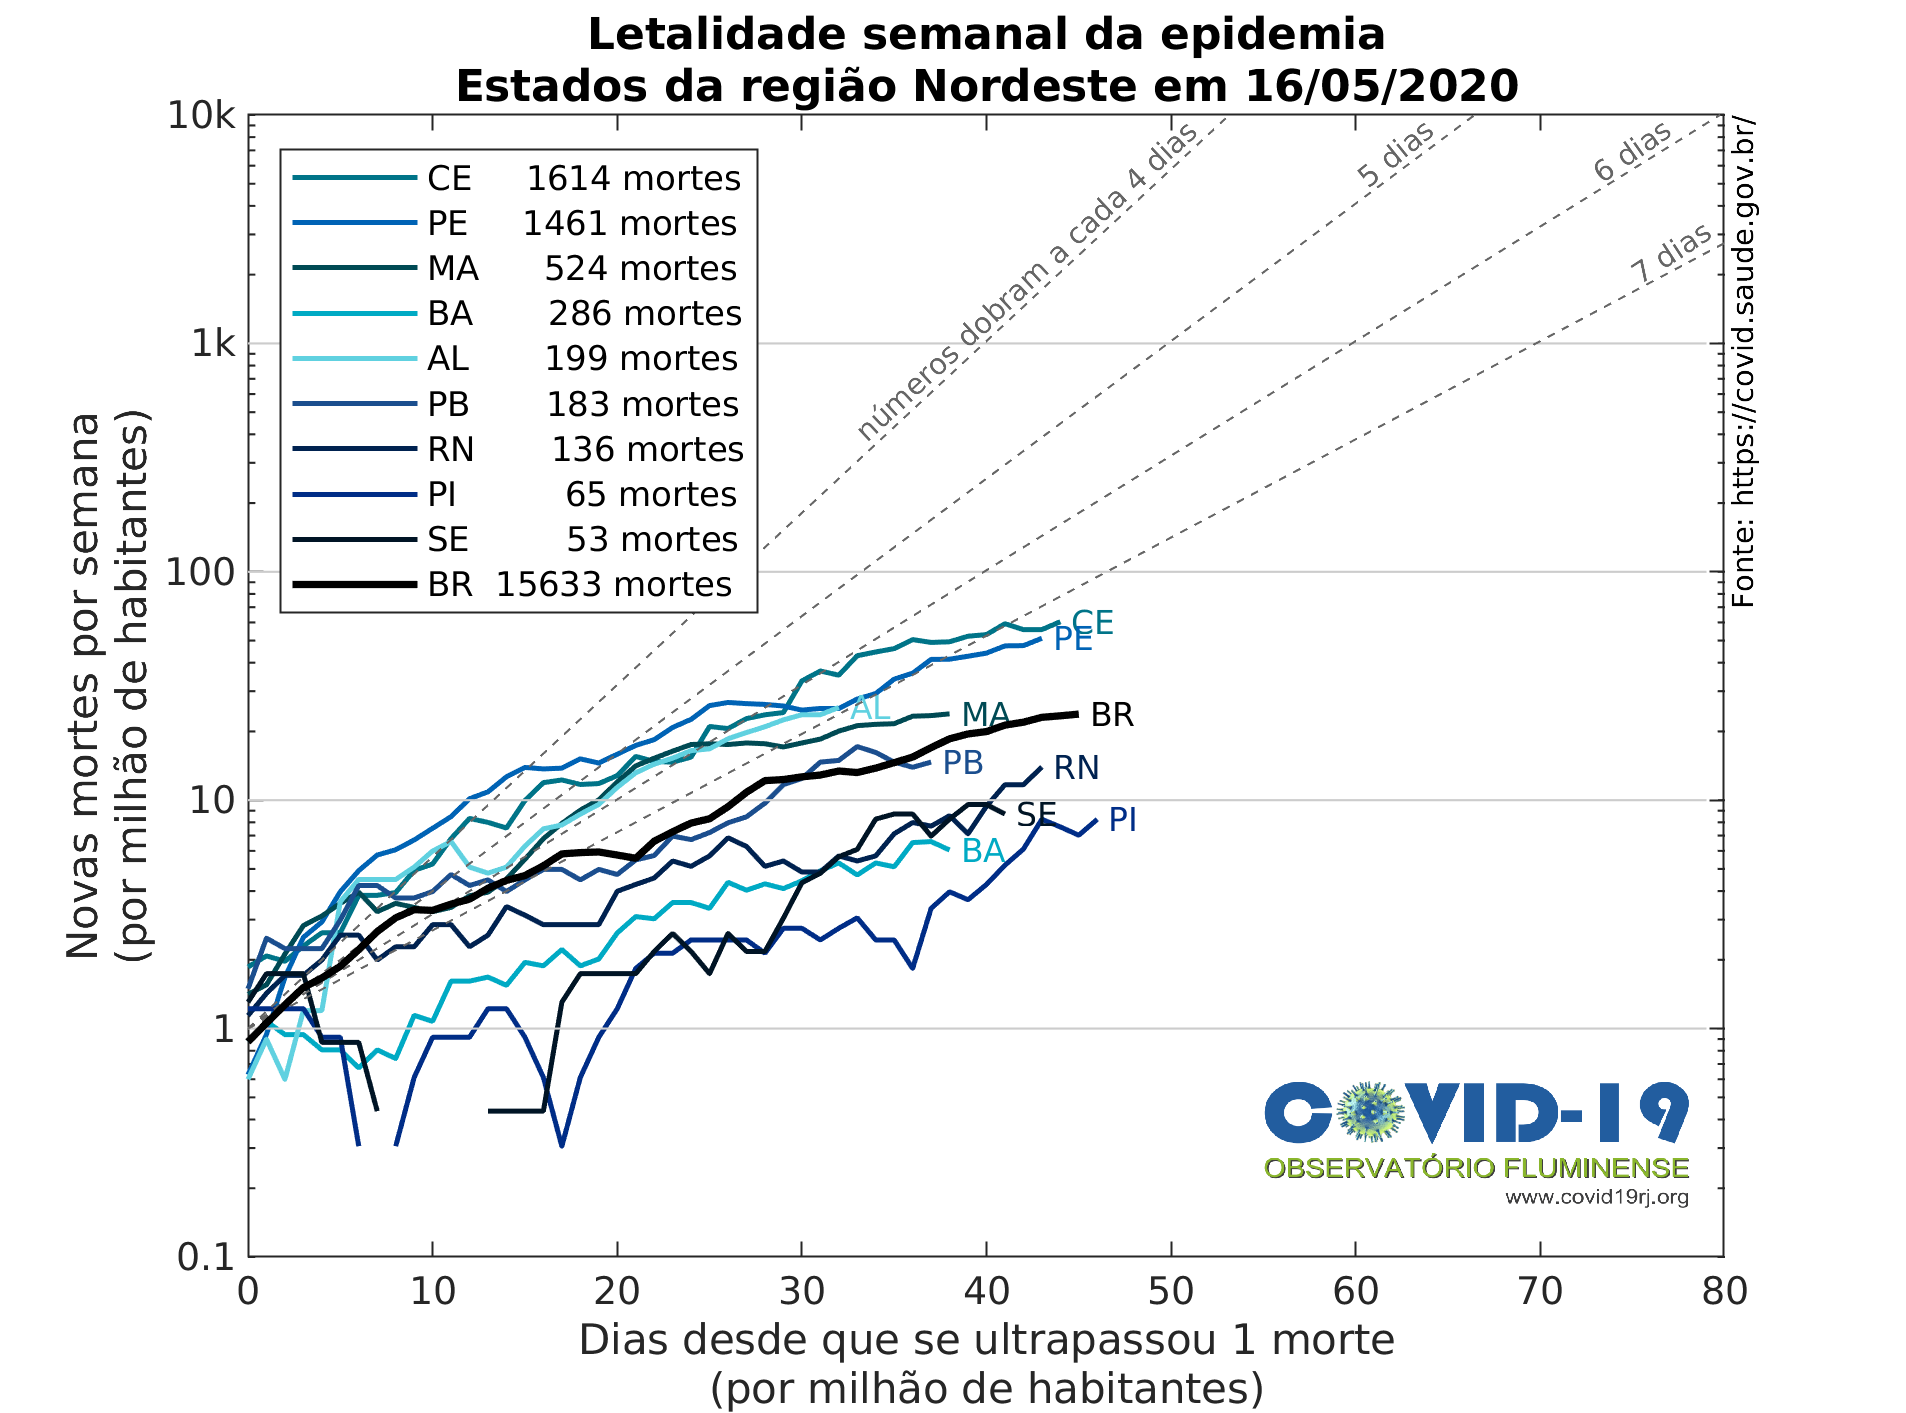 Letalidade semanal da epidemia
Estados da região Nordeste em 16/05/2020
10k
1k
100
10
1
0.1
Novas mortes por semana
(por milhão de habitantes)
CE 1614 mortes
PE 1461 mortes
MA 524 mortes
BA 286 mortes
AL 199 mortes
PB 183 mortes
RN 136 mortes
PI 65 mortes
SE 53 mortes
BR 15633 mortes
números dobram a cada 4 dias
5 dias
6 dias
7 dias
Fonte: https://covid.saude.gov.br/
CE
PE
AL
MA
BR
PB
RN
SE
PI
BA
COVID-19
OBSERVATÓRIO FLUMINENSE
www.covid19rj.org
0 10 20 30 40 50 60 70 80
Dias desde que se ultrapassou 1 morte
(por milhão de habitantes)